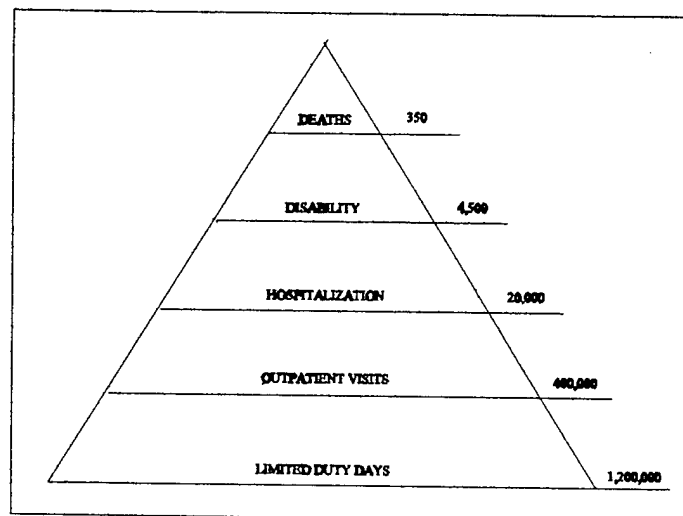 DEATHS 350
DISABILITY 4,500
HOSPITALIZATION 20,000
OUTPATIENT VISITS 400,000
LIMITED DUTY DAYS 1,200,000